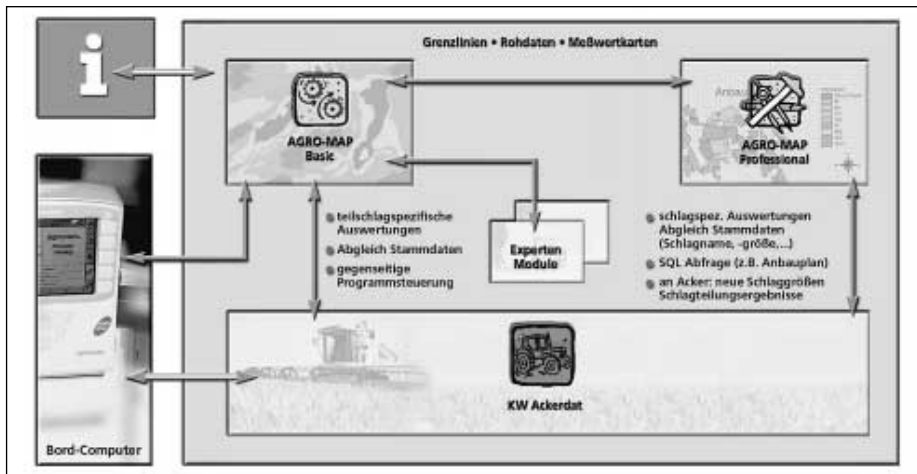 Grenzlinien • Rohdaten • Meßwertkarten
AGRO-MAP
Basic
AGRO-MAP
Professional
teilschlagspezifische
Auswertungen
Abgleich Stammdaten
gegenseitige
Programmsteuerung
Experten
Module
schlagspez. Auswertungen
Abgleich Stammdaten
(Schlagname, -größe,...)
SQL Abfrage (z.B. Anbauplan)
an Acker: neue Schlaggrößen
Schlagteilungsergebnisse
KW Ackerdat
Bord-Computer